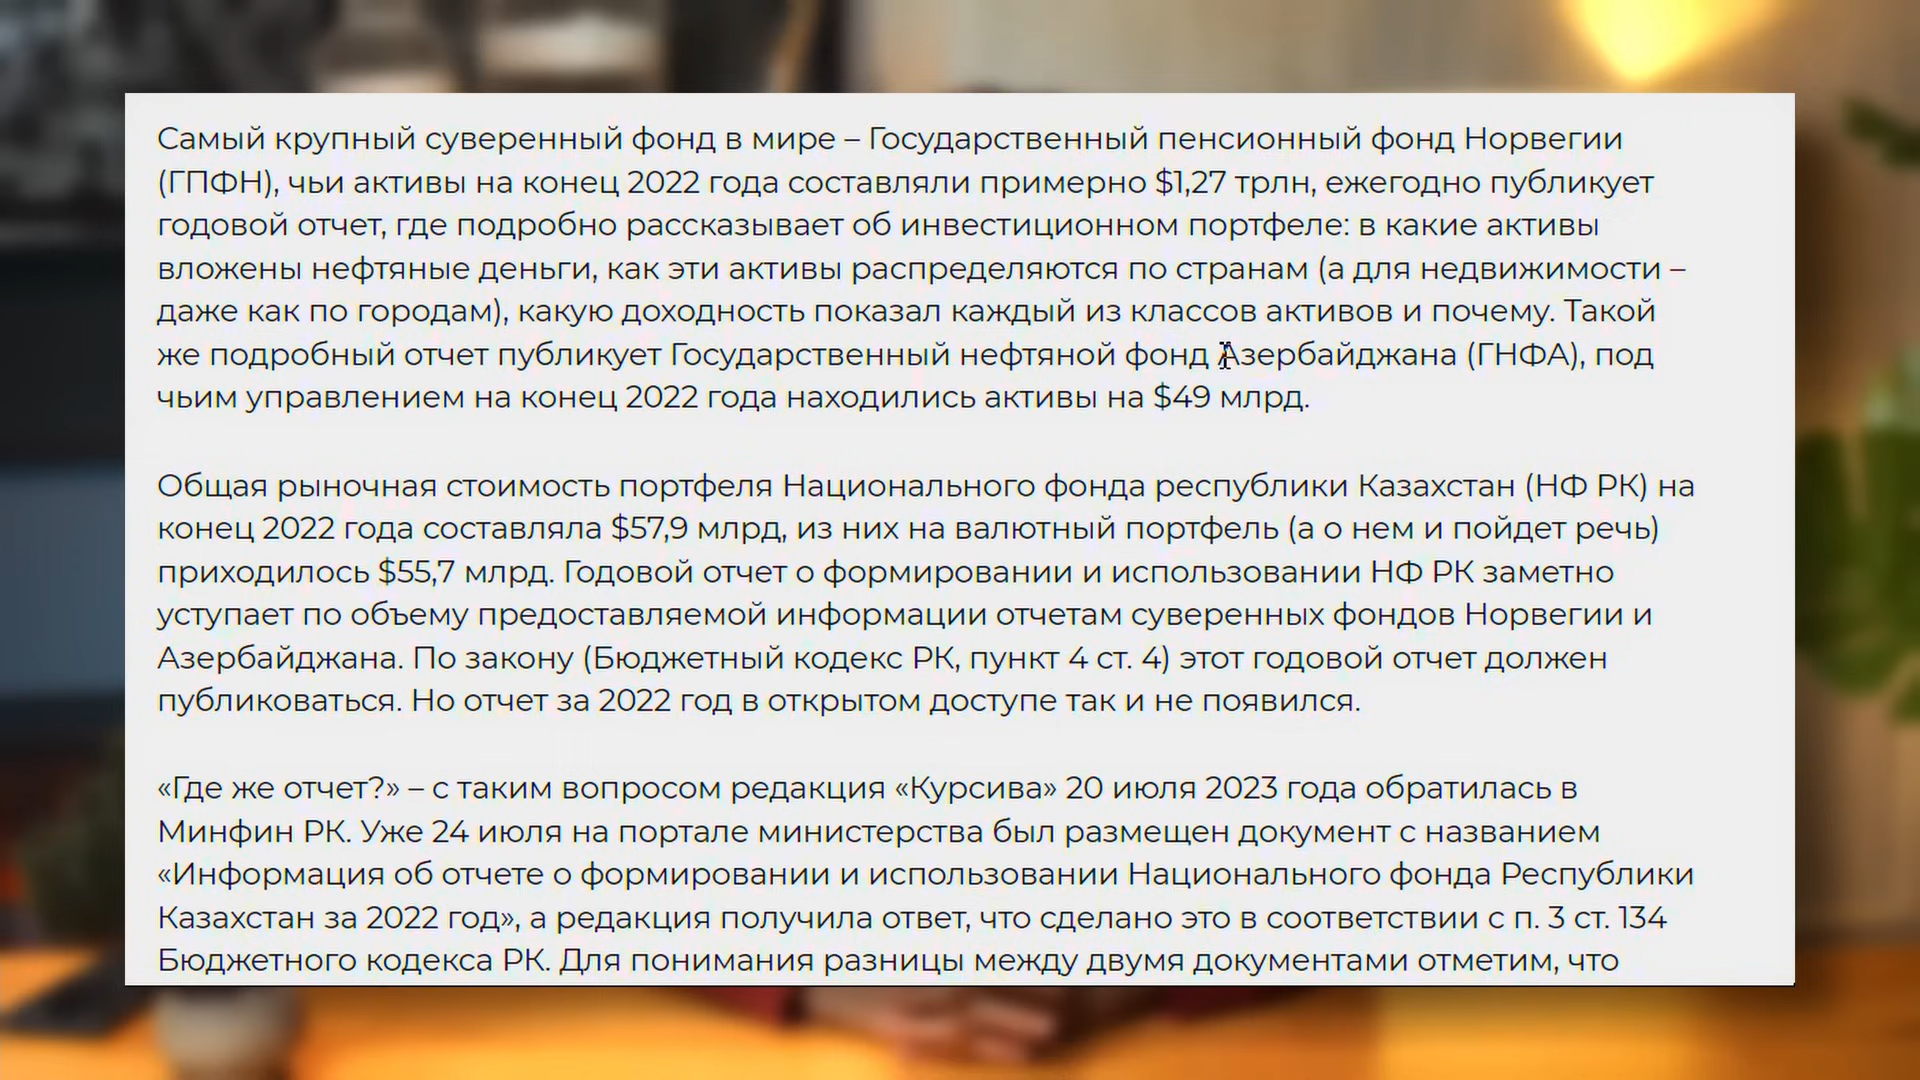 Самый крупный суверенный фонд в мире – Государственный пенсионный фонд Норвегии
(ГПФН), чьи активы на конец 2022 года составляли примерно $1,27 трлн, ежегодно публикует
годовой отчет, где подробно рассказывает об инвестиционном портфеле: в какие активы
вложены нефтяные деньги, как эти активы распределяются по странам (а для недвижимости –
даже как по городам), какую доходность показал каждый из классов активов и почему. Такой
же подробный отчет публикует Государственный нефтяной фонд Азербайджана (ГНФА), под
чьим управлением на конец 2022 года находились активы на $49 млрд.
Общая рыночная стоимость портфеля Национального фонда республики Казахстан (НФ РК) на
конец 2022 года составляла $57,9 млрд, из них на валютный портфель (а о нем и пойдет речь)
приходилось $55,7 млрд. Годовой отчет о формировании и использовании НФ РК заметно
уступает по объему предоставляемой информации отчетам суверенных фондов Норвегии и
Азербайджана. По закону (Бюджетный кодекс РК, пункт 4 ст. 4) этот годовой отчет должен
публиковаться. Но отчет за 2022 год в открытом доступе так и не появился.
«Где же отчет?» – с таким вопросом редакция «Курсива» 20 июля 2023 года обратилась в
Минфин РК. Уже 24 июля на портале министерства был размещен документ с названием
«Информация об отчете о формировании и использовании Национального фонда Республики
Казахстан за 2022 год», а редакция получила ответ, что сделано это в соответствии с п. 3 ст. 134
Бюджетного кодекса РК. Для понимания разницы между двумя документами отметим, что